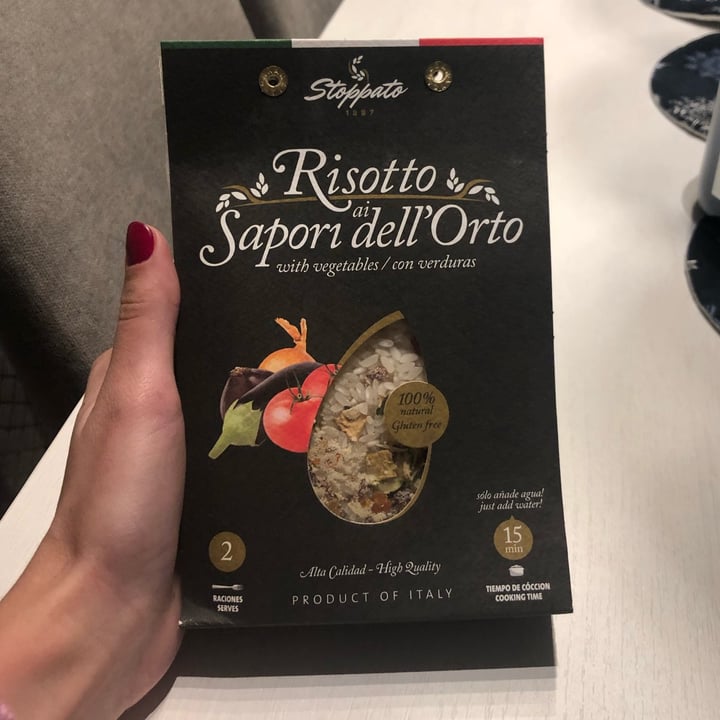 Stoppato
1887
Risotto
ai
Sapori dell'Orto
with vegetables / con verduras
100%
natural
Gluten free
sólo añade agua!
just add water!
2
15
min
Alta Calidad - High Quality
RACIONES
SERVES
PRODUCT OF ITALY
TIEMPO DE CÓCCION
COOKING TIME